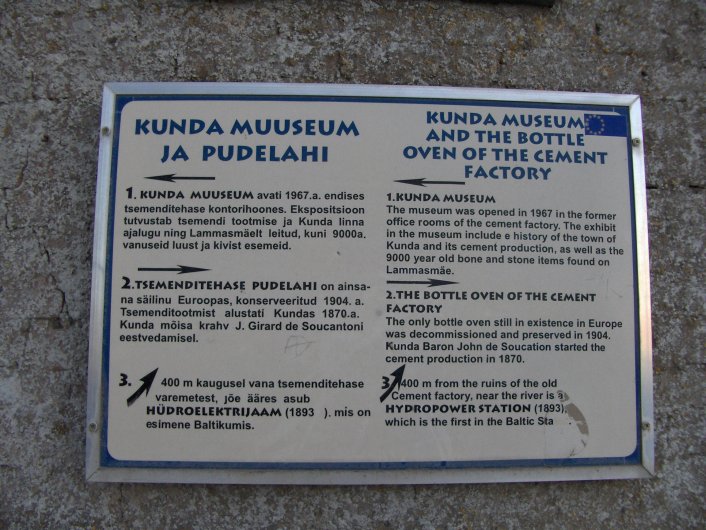 KUNDA MUUSEUM
JA PUDELAHI
1. KUNDA MUUSEUM avati 1967.a. endises
tsemenditehase kontorihoones. Ekspositsioon
tutvustab tsemendi tootmise ja Kunda linna
ajalugu ning Lammasmäelt leitud, kuni 9000a.
vanuseid luust ja kivist esemeid.
2. TSEMENDITEHASE PUDELAHI on ainsa-
na säilinu Euroopas, konserveeritud 1904. a.
Tsemenditootmist alustati Kundas 1870.a.
Kunda mõisa krahv J. Girard de Soucantoni
eestvedamisel.
3. 400 m kaugusel vana tsemenditehase
varemetest, jõe ääres asub
HÜDROELEKTRIJAAM (1893 ). mis on
esimene Baltikumis.
KUNDA MUSEUM
AND THE BOTTLE
OVEN OF THE CEMENT
FACTORY
1.KUNDA MUSEUM
The museum was opened in 1967 in the former
office rooms of the cement factory. The exhibit
in the museum include e history of the town of
Kunda and its cement production, as well as the
9000 year old bone and stone items found on
Lammasmäe.
2.THE BOTTLE OVEN OF THE CEMENT
FACTORY
The only bottle oven still in existence in Europe
was decommissioned and preserved in 1904.
Kunda Baron John de Soucation started the
cement production in 1870.
3. 400 m from the ruins of the old
Cement factory, near the river is a
HYDROPOWER STATION (1893),
which is the first in the Baltic Sta